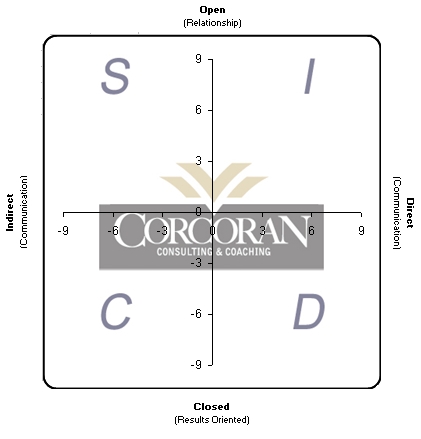 Open
(Relationship)
S
I
9
6
3
0
-9 -6 -3 0 3 6 9
-3
-6
-9
Indirect
(Communication)
Direct
(Communication)
CORCORAN
CONSULTING & COACHING
C
D
Closed
(Results Oriented)